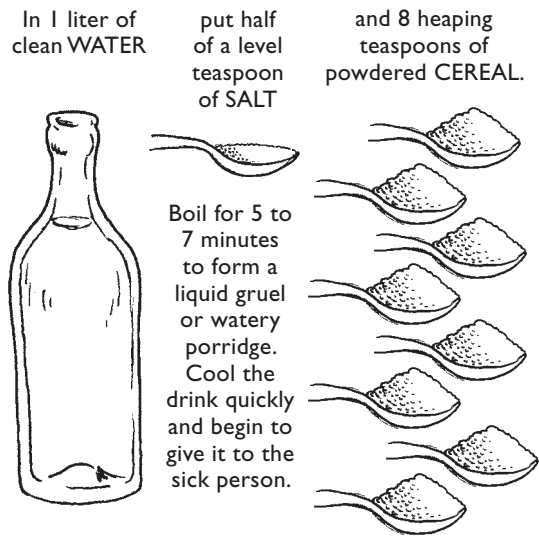 In 1 liter of
clean WATER
put half
of a level
teaspoon
of SALT
and 8 heaping
teaspoons of
powdered CEREAL.
Boil for 5 to
7 minutes
to form a
liquid gruel
or watery
porridge.
Cool the
drink quickly
and begin to
give it to the
sick person.